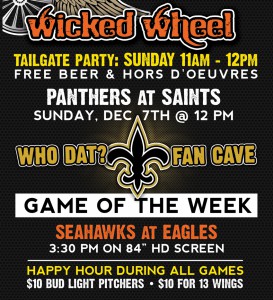 Wicked Wheel
TAILGATE PARTY: SUNDAY 11AM - 12PM
FREE BEER & HORS D'OEUVRES
PANTHERS AT SAINTS
SUNDAY, DEC 7TH @ 12 PM
WHO DAT? FAN CAVE
GAME OF THE WEEK
SEAHAWKS AT EAGLES
3:30 PM ON 84" HD SCREEN
HAPPY HOUR DURING ALL GAMES
$10 BUD LIGHT PITCHERS • $10 FOR 13 WINGS